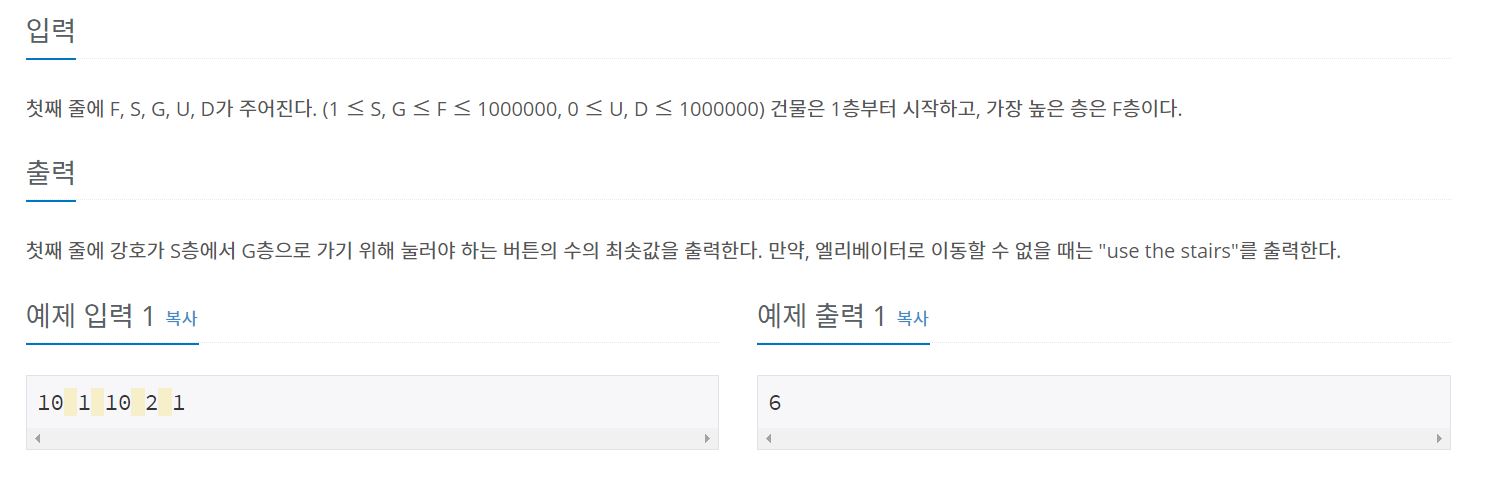 입력
첫째 줄에 F, S, G, U, D가 주어진다. (1 ≤ S, G ≤ F ≤ 1000000, 0 ≤ U, D ≤ 1000000) 건물은 1층부터 시작하고, 가장 높은 층은 F층이다.
출력
첫째 줄에 강호가 S층에서 G층으로 가기 위해 눌러야 하는 버튼의 수의 최솟값을 출력한다. 만약, 엘리베이터로 이동할 수 없을 때는 "use the stairs"를 출력한다.
예제 입력 1 복사
10 1 10 2 1
예제 출력 1 복사
6